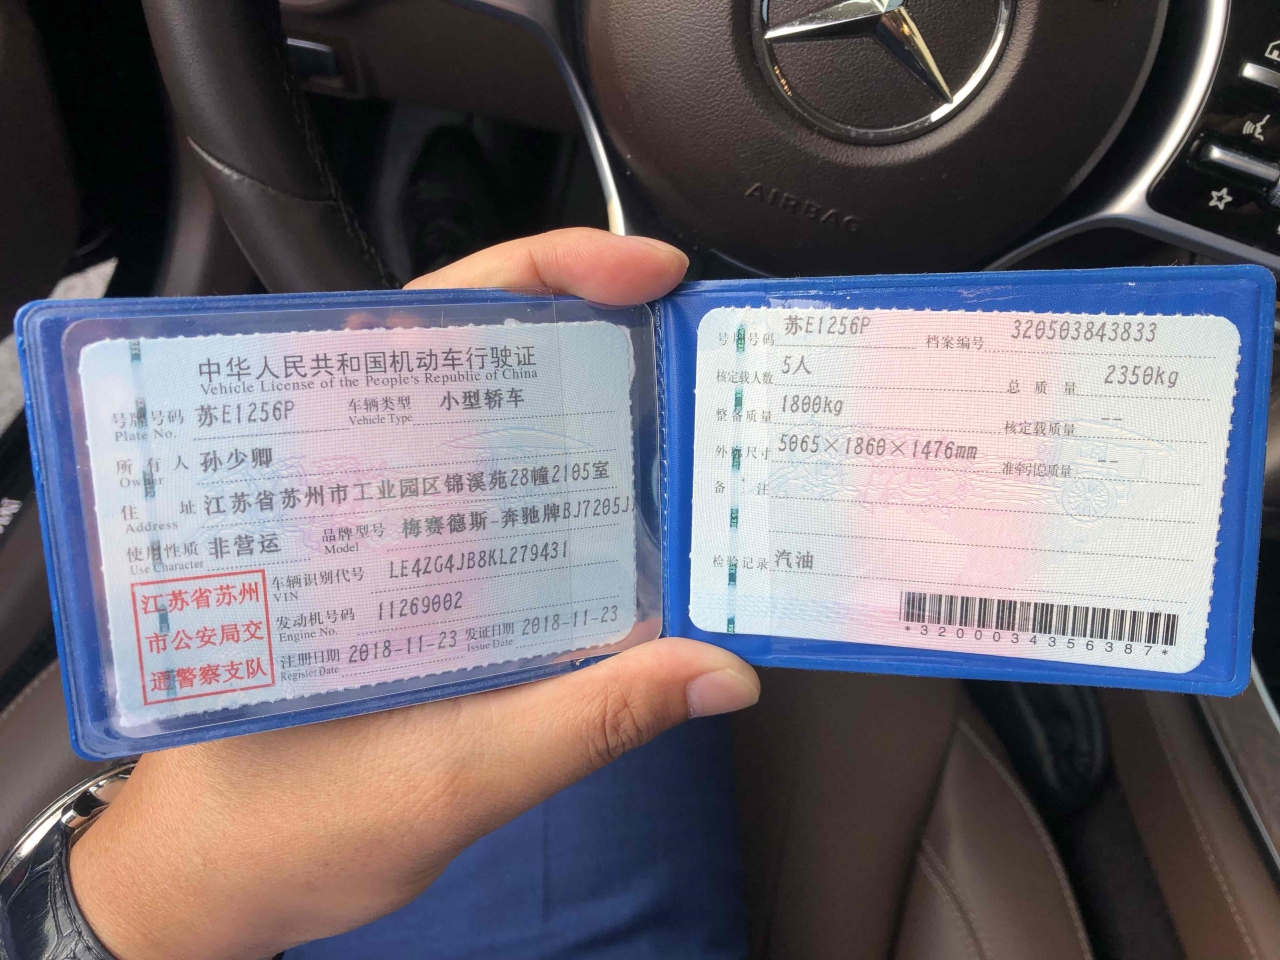 AIRBAG
中华人民共和国机动车行驶证
Vehicle License of the People's Republic of China
号牌号码 苏E1256P 车辆类型 小型轿车
Plate No. Vehicle Type
所有人 孙少卿
Owner
住址 江苏省苏州市工业园区锦溪苑28幢2105室
Address
使用性质 非营运 品牌型号 梅赛德斯-奔驰牌BJ7205J
Use Character Model
江苏省苏州
市公安局交
通警察支队
车辆识别代号 LE4ZG4JB8KL279431
VIN
发动机号码 11269002
Engine No.
注册日期 2018-11-23 发证日期 2018-11-23
Register Date Issue Date
号牌号码 苏E1256P 档案编号 320503843833
核定载人数 5人 总质量 2350kg
整备质量 1800kg 核定载质量 --
外廓尺寸 5065×1860×1476mm 准牵引总质量 --
备注
检验记录 汽油
*3200034356387*